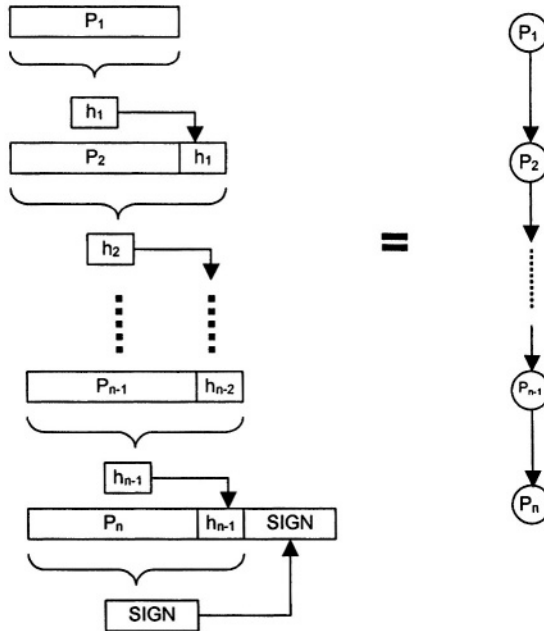 P₁
h₁
P₂ h₁
h₂
=
Pₙ₋₁ hₙ₋₂
hₙ₋₁
Pₙ hₙ₋₁ SIGN
SIGN
P₁
P₂
Pₙ₋₁
Pₙ